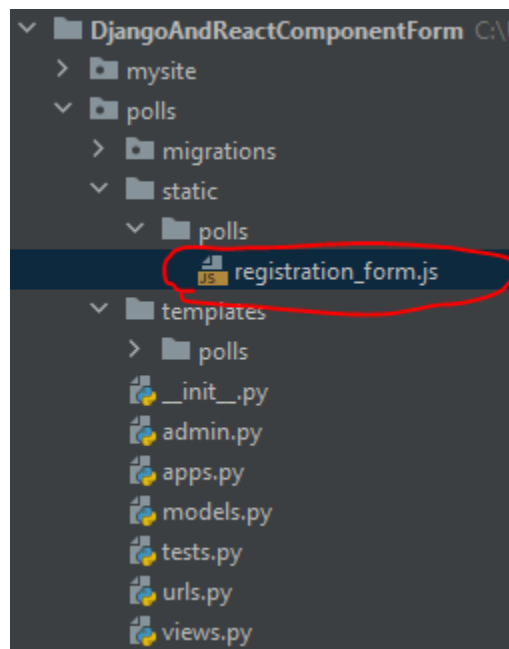 DjangoAndReactComponentForm C:\
mysite
polls
migrations
static
polls
JS registration_form.js
templates
polls
__init__.py
admin.py
apps.py
models.py
tests.py
urls.py
views.py